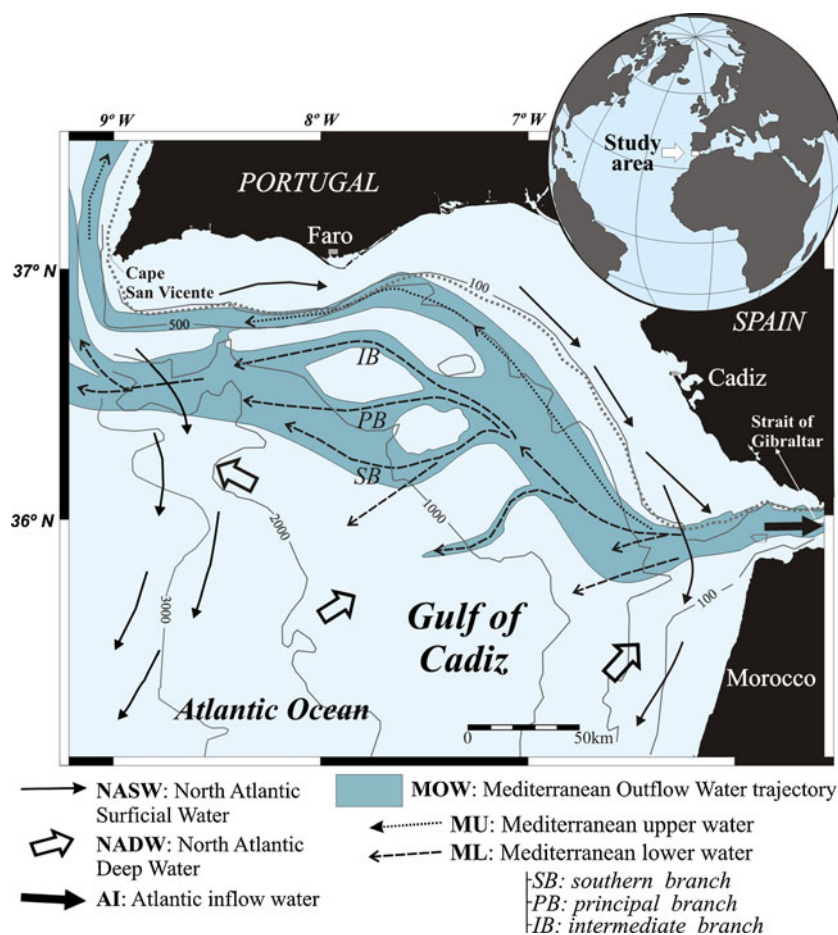 9º W
8º W
7º W
Study
area
PORTUGAL
Faro
37º N
Cape
San Vicente
100
SPAIN
500
IB
Cadiz
PB
Strait of
Gibraltar
SB
36º N
1000
2000
3000
100
Gulf of
Cadiz
Morocco
Atlantic Ocean
0 50km
NASW: North Atlantic
Surficial Water
NADW: North Atlantic
Deep Water
AI: Atlantic inflow water
MOW: Mediterranean Outflow Water trajectory
MU: Mediterranean upper water
ML: Mediterranean lower water
SB: southern branch
PB: principal branch
IB: intermediate branch